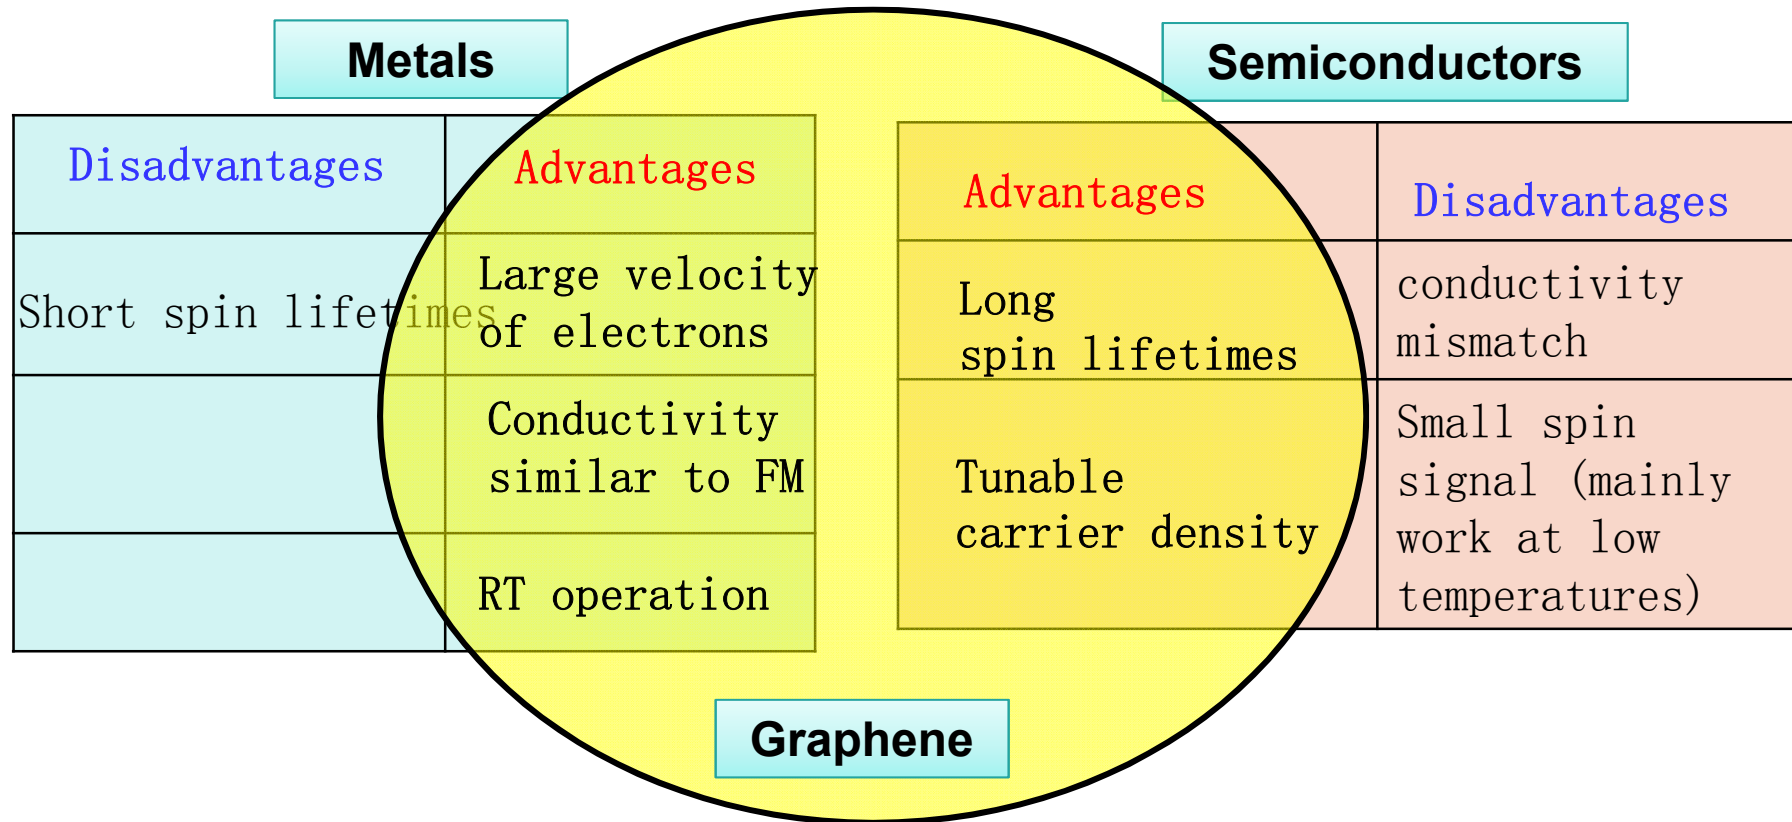 Metals
Disadvantages
Advantages
Short spin lifetimes
Large velocity
of electrons
Conductivity
similar to FM
RT operation
Semiconductors
Advantages
Disadvantages
Long
spin lifetimes
conductivity
mismatch
Tunable
carrier density
Small spin
signal (mainly
work at low
temperatures)
Graphene